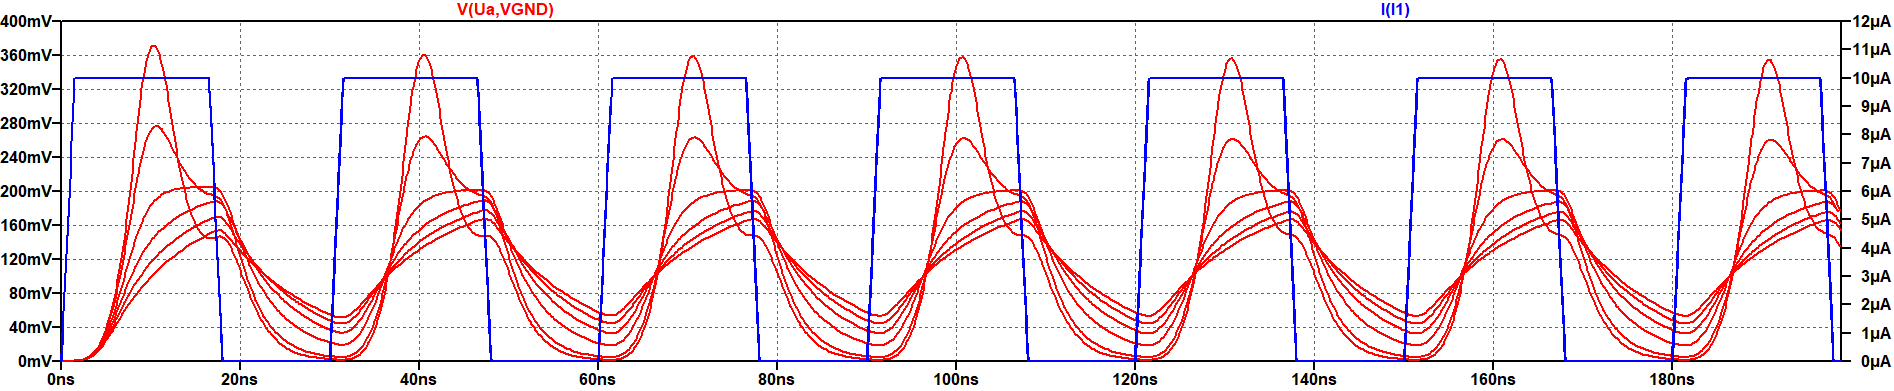 V(Ua,VGND) I(I1)
400mV 12µA
360mV 11µA
320mV 10µA
9µA
280mV 8µA
240mV 7µA
200mV 6µA
160mV 5µA
4µA
120mV 3µA
80mV 2µA
40mV 1µA
0mV 0µA
0ns 20ns 40ns 60ns 80ns 100ns 120ns 140ns 160ns 180ns